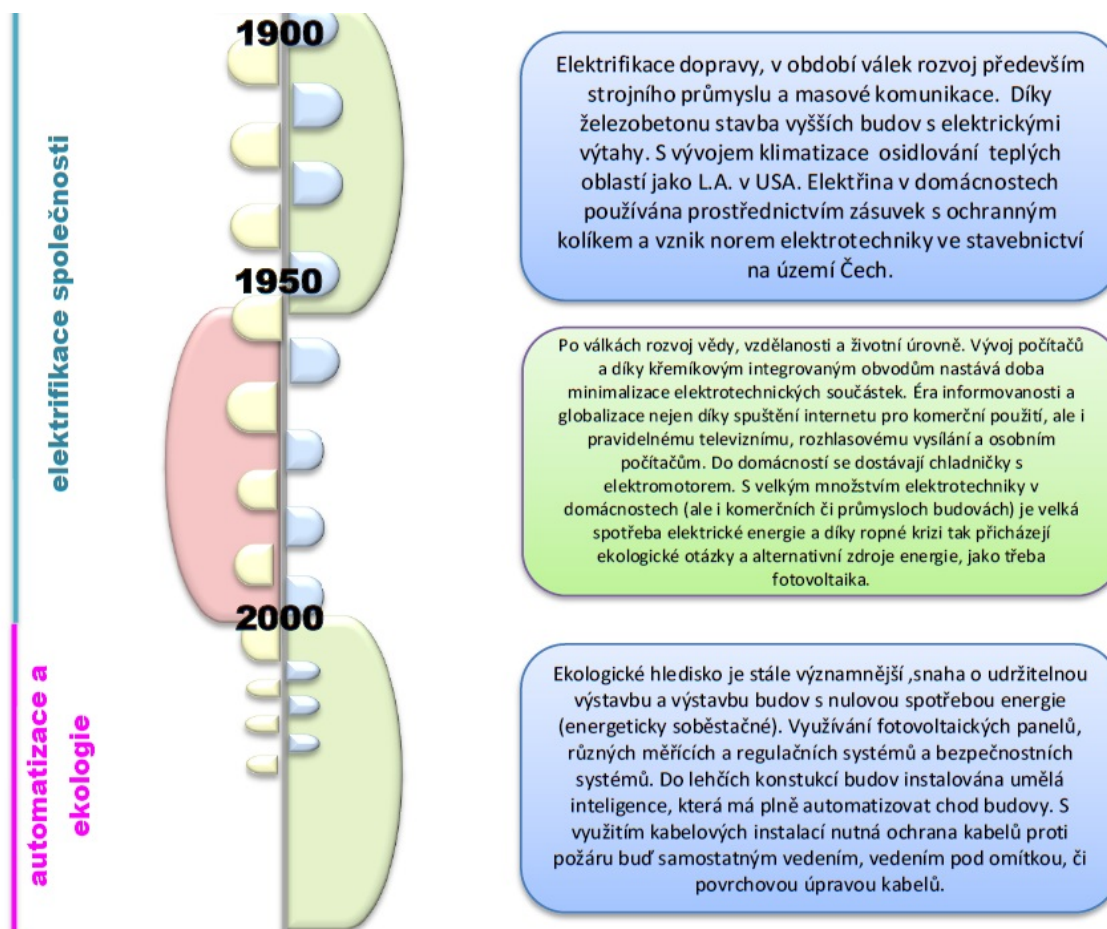 elektrifikace společnosti
automatizace a
ekologie
1900
1950
2000
Elektrifikace dopravy, v období válek rozvoj především
strojního průmyslu a masové komunikace.  Díky
železobetonu stavba vyšších budov s elektrickými
výtahy. S vývojem klimatizace  osidlování  teplých
oblastí jako L.A. v USA. Elektřina v domácnostech
používána prostřednictvím zásuvek s ochranným
kolíkem a vznik norem elektrotechniky ve stavebnictví
na území Čech.
Po válkách rozvoj vědy, vzdělanosti a životní úrovně. Vývoj počítačů
a díky křemíkovým integrovaným obvodům nastává doba
minimalizace elektrotechnických součástek. Éra informovanosti a
globalizace nejen díky spuštění internetu pro komerční použití, ale i
pravidelnému televiznímu, rozhlasovému vysílání a osobním
počítačům. Do domácností se dostávají chladničky s
elektromotorem. S velkým množstvím elektrotechniky v
domácnostech (ale i komerčních či průmysloch budovách) je velká
spotřeba elektrické energie a díky ropné krizi tak přicházejí
ekologické otázky a alternativní zdroje energie, jako třeba
fotovoltaika.
Ekologické hledisko je stále významnější ,snaha o udržitelnou
výstavbu a výstavbu budov s nulovou spotřebou energie
(energeticky soběstačné). Využívání fotovoltaických panelů,
různých měřících a regulačních systémů a bezpečnostních
systémů. Do lehčích konstukcí budov instalována umělá
inteligence, která má plně automatizovat chod budovy. S
využitím kabelových instalací nutná ochrana kabelů proti
požáru buď samostatným vedením, vedením pod omítkou, či
povrchovou úpravou kabelů.